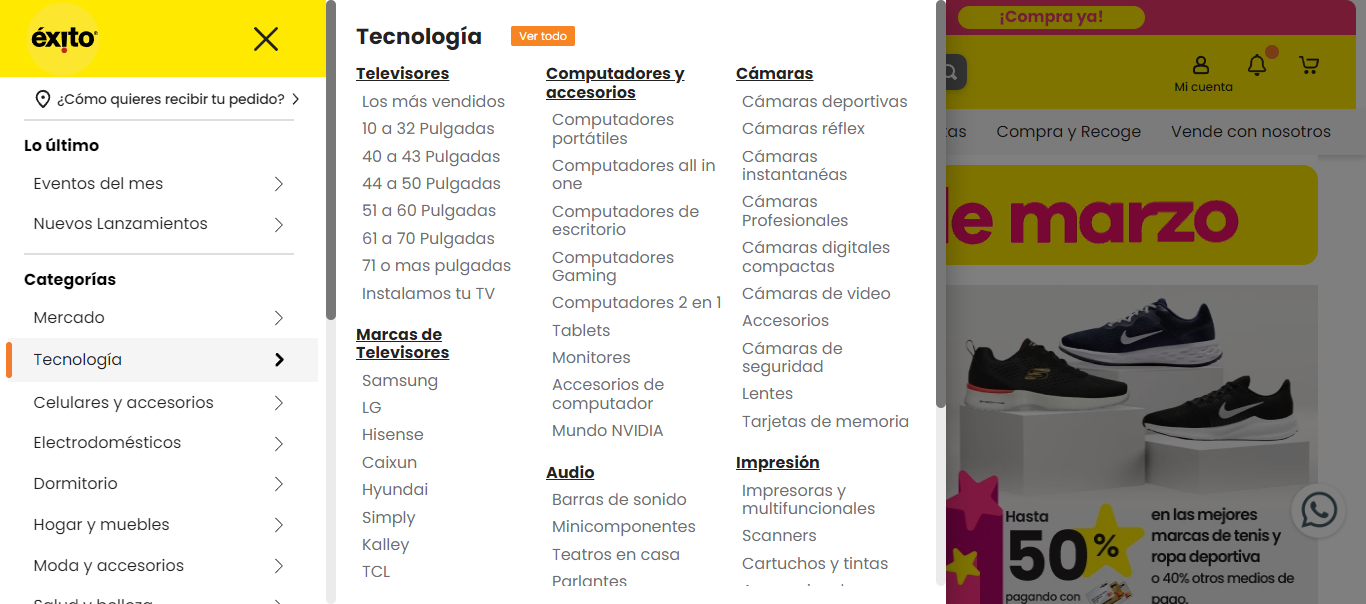 éxito
¿Cómo quieres recibir tu pedido?
Lo último
Eventos del mes
Nuevos Lanzamientos
Categorías
Mercado
Tecnología
Celulares y accesorios
Electrodomésticos
Dormitorio
Hogar y muebles
Moda y accesorios
Salud y belleza
Tecnología
Ver todo
Televisores
Los más vendidos
10 a 32 Pulgadas
40 a 43 Pulgadas
44 a 50 Pulgadas
51 a 60 Pulgadas
61 a 70 Pulgadas
71 o mas pulgadas
Instalamos tu TV
Marcas de
Televisores
Samsung
LG
Hisense
Caixun
Hyundai
Simply
Kalley
TCL
Computadores y
accesorios
Computadores
portátiles
Computadores all in
one
Computadores de
escritorio
Computadores
Gaming
Computadores 2 en 1
Tablets
Monitores
Accesorios de
computador
Mundo NVIDIA
Audio
Barras de sonido
Minicomponentes
Teatros en casa
Parlantes
Cámaras
Cámaras deportivas
Cámaras réflex
Cámaras
instantanéas
Cámaras
Profesionales
Cámaras digitales
compactas
Cámaras de video
Accesorios
Cámaras de
seguridad
Lentes
Tarjetas de memoria
Impresión
Impresoras y
multifuncionales
Scanners
Cartuchos y tintas
¡Compra ya!
Mi cuenta
tas
Compra y Recoge
Vende con nosotros
de marzo
Hasta
50%
pagando con
en las mejores
marcas de tenis y
ropa deportiva
o 40% otros medios de
pago.